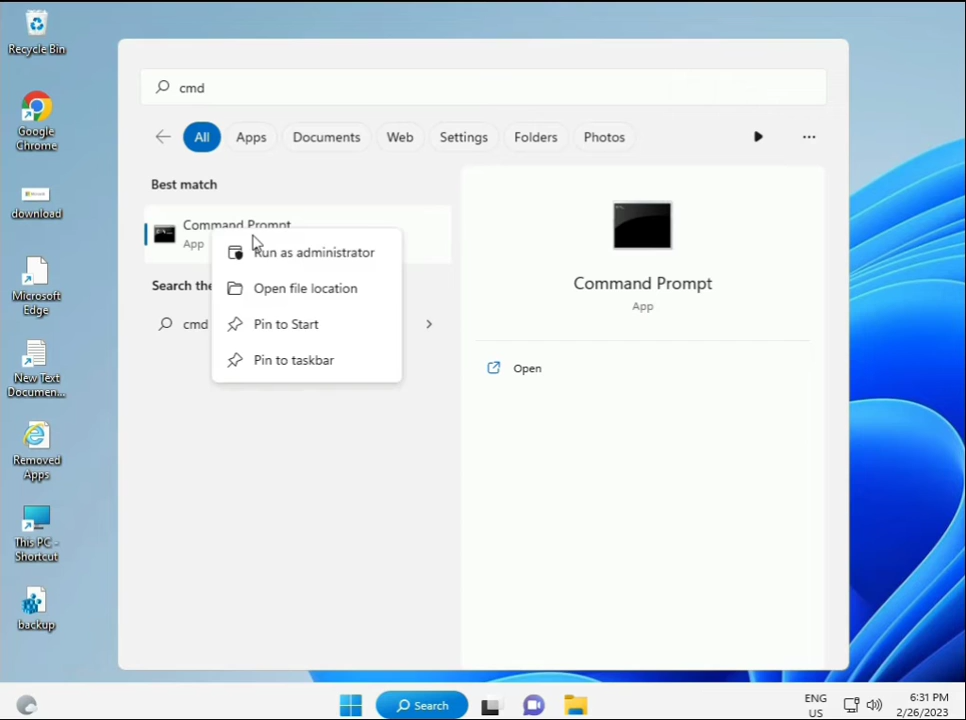 Recycle Bin
Google
Chrome
download
Microsoft
Edge
New Text
Documen...
Removed
Apps
This PC -
Shortcut
backup
cmd
All
Apps
Documents
Web
Settings
Folders
Photos
Best match
Command Prompt
App
Search the
cmd
Run as administrator
Open file location
Pin to Start
Pin to taskbar
Command Prompt
App
Open
Search
ENG
US
6:31 PM
2/26/2023